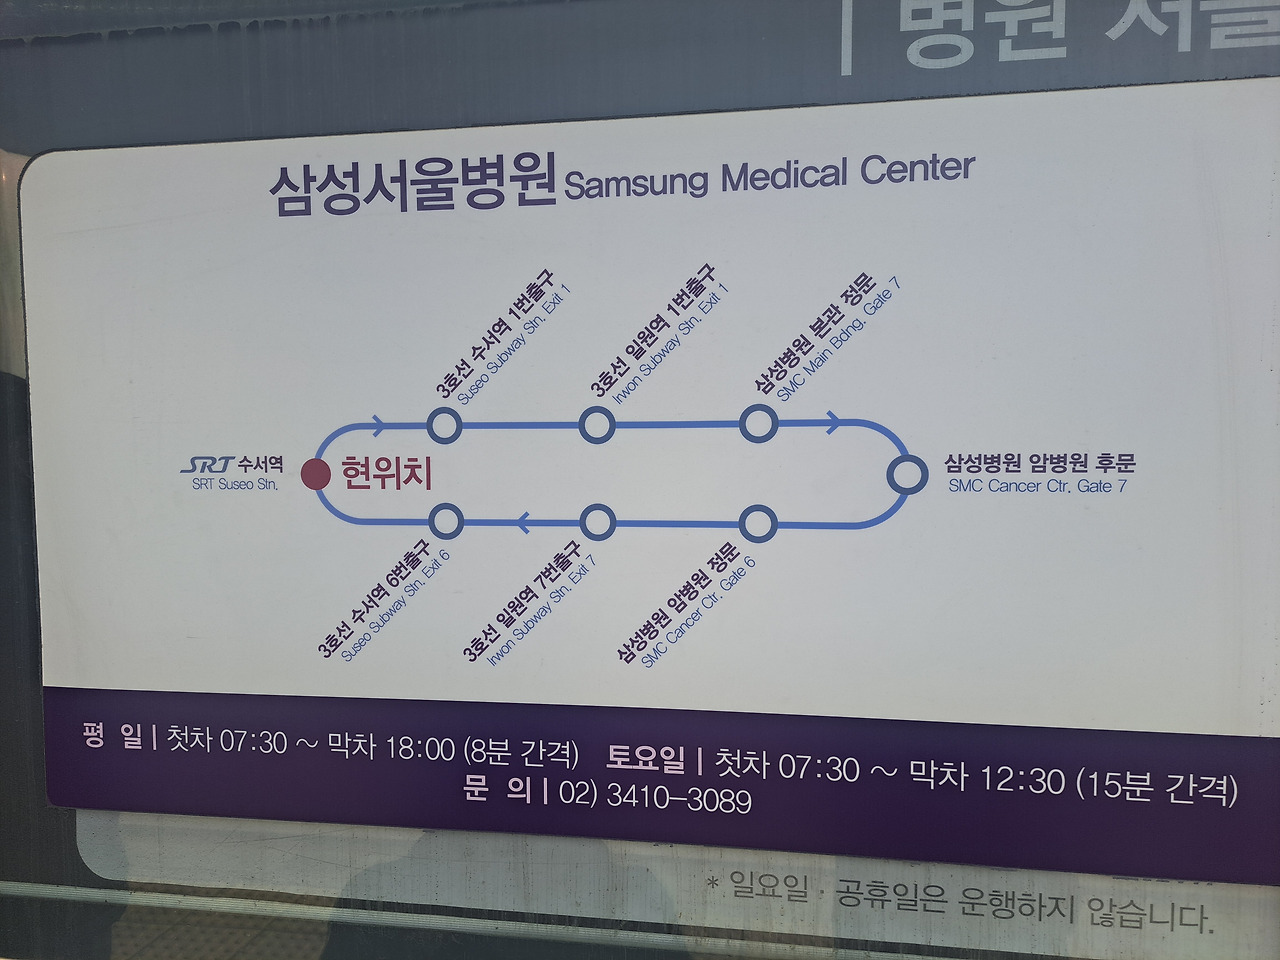 병원 서울
삼성서울병원 Samsung Medical Center
3호선 수서역 1번출구
Suseo Subway Stn. Exit 1
3호선 일원역 1번출구
Irwon Subway Stn. Exit 1
삼성병원 본관 정문
SMC Main Bdng. Gate 7
SRT 수서역
SRT Suseo Stn.
현위치
삼성병원 암병원 후문
SMC Cancer Ctr. Gate 7
3호선 수서역 6번출구
Suseo Subway Stn. Exit 6
3호선 일원역 7번출구
Irwon Subway Stn. Exit 7
삼성병원 암병원 정문
SMC Cancer Ctr. Gate 6
평 일 | 첫차 07:30 ~ 막차 18:00 (8분 간격) 토요일 | 첫차 07:30 ~ 막차 12:30 (15분 간격)
문 의 | 02) 3410-3089
* 일요일 · 공휴일은 운행하지 않습니다.